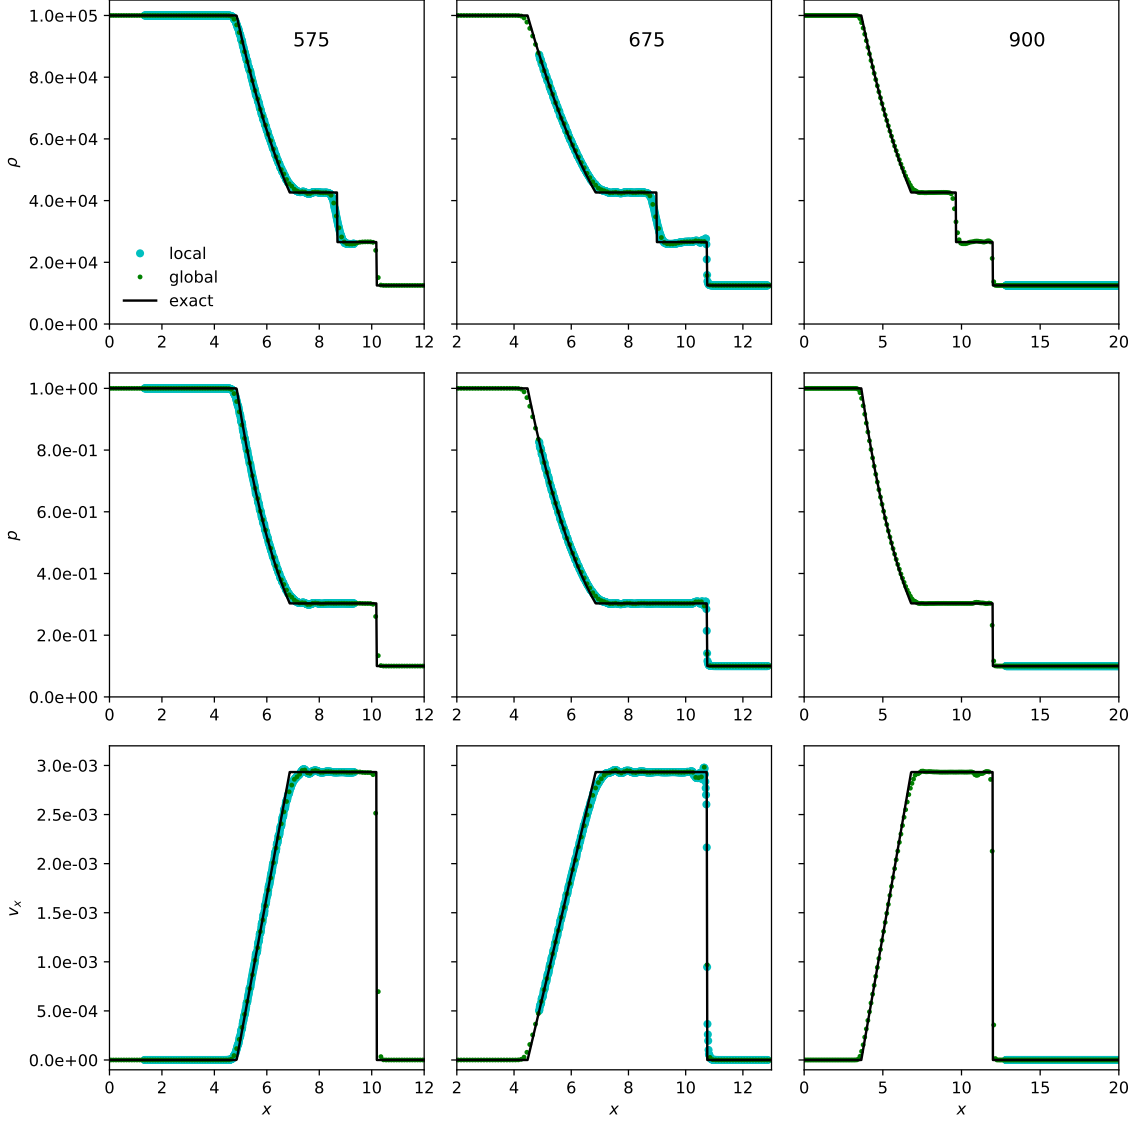 575 675 900
1.0e+05
8.0e+04
6.0e+04
ρ
4.0e+04
local
2.0e+04
global
exact
0.0e+00
0 2 4 6 8 10 12 2 4 6 8 10 12 0 5 10 15 20
1.0e+00
8.0e-01
6.0e-01
p
4.0e-01
2.0e-01
0.0e+00
0 2 4 6 8 10 12 2 4 6 8 10 12 0 5 10 15 20
3.0e-03
2.5e-03
2.0e-03
vₓ
1.5e-03
1.0e-03
5.0e-04
0.0e+00
0 2 4 6 8 10 12 2 4 6 8 10 12 0 5 10 15 20
x x x